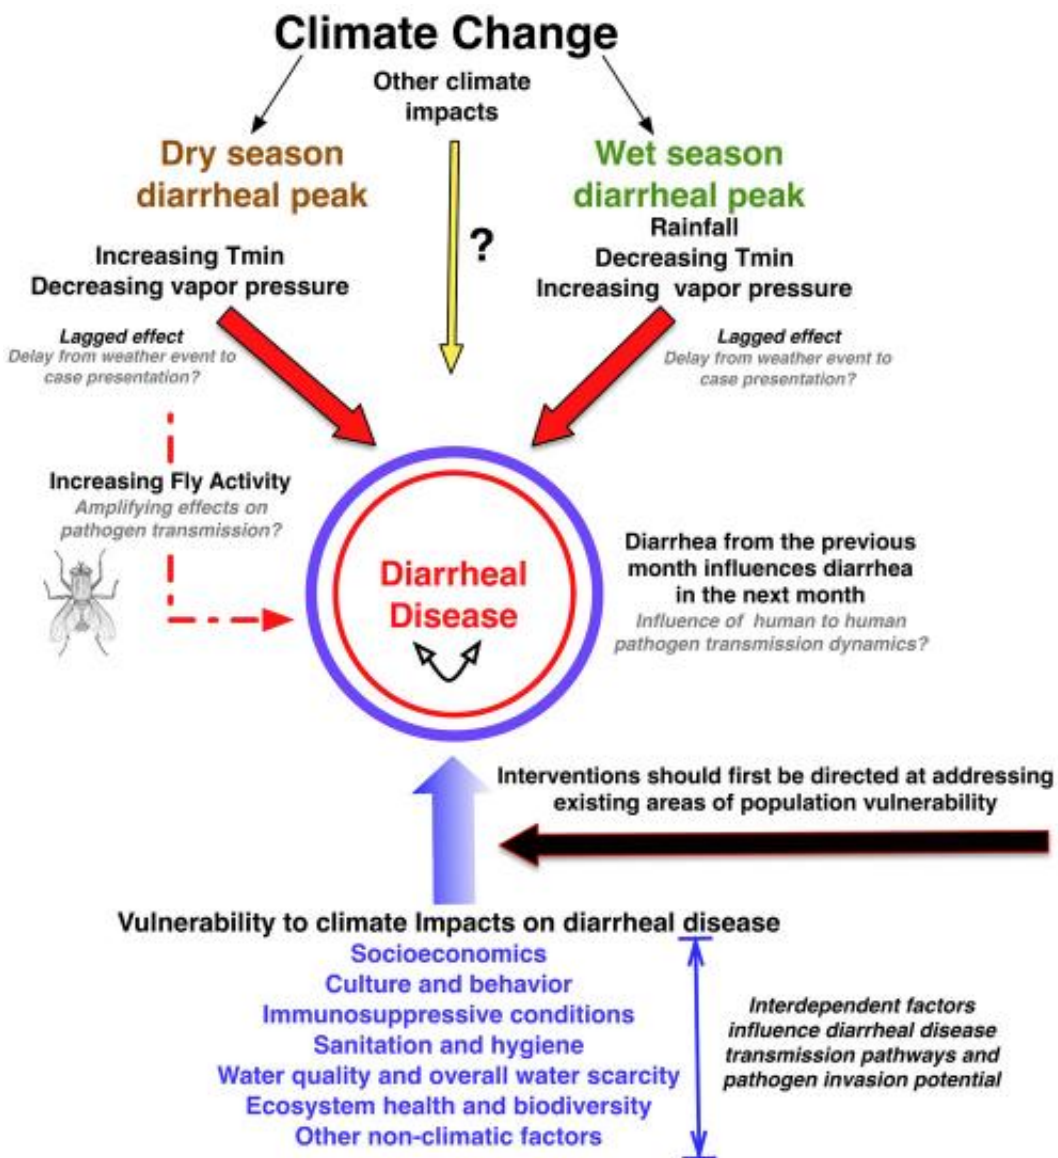 Climate Change
Other climate
impacts
Dry season
diarrheal peak
Wet season
diarrheal peak
?
Increasing Tmin
Decreasing vapor pressure
Rainfall
Decreasing Tmin
Increasing vapor pressure
Lagged effect
Delay from weather event to
case presentation?
Lagged effect
Delay from weather event to
case presentation?
Increasing Fly Activity
Amplifying effects on
pathogen transmission?
Diarrheal
Disease
Diarrhea from the previous
month influences diarrhea
in the next month
Influence of human to human
pathogen transmission dynamics?
Interventions should first be directed at addressing
existing areas of population vulnerability
Vulnerability to climate Impacts on diarrheal disease
Socioeconomics
Culture and behavior
Immunosuppressive conditions
Sanitation and hygiene
Water quality and overall water scarcity
Ecosystem health and biodiversity
Other non-climatic factors
Interdependent factors
influence diarrheal disease
transmission pathways and
pathogen invasion potential